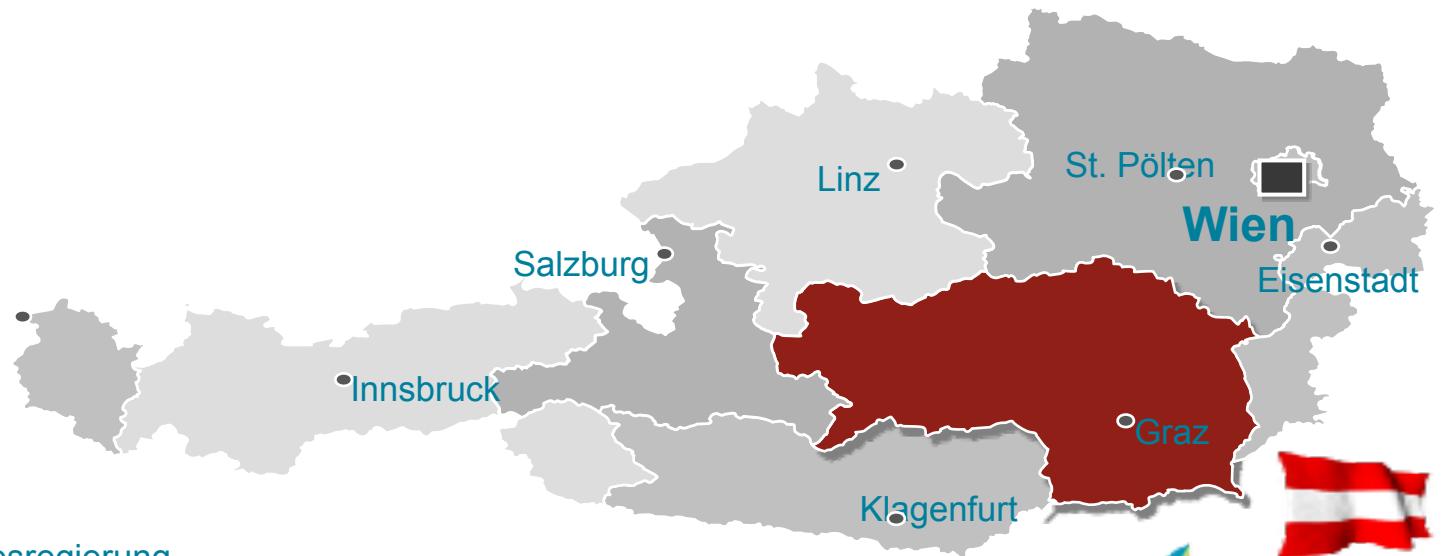 Linz
St. Pölten
Wien
Salzburg
Eisenstadt
Innsbruck
Graz
Klagenfurt